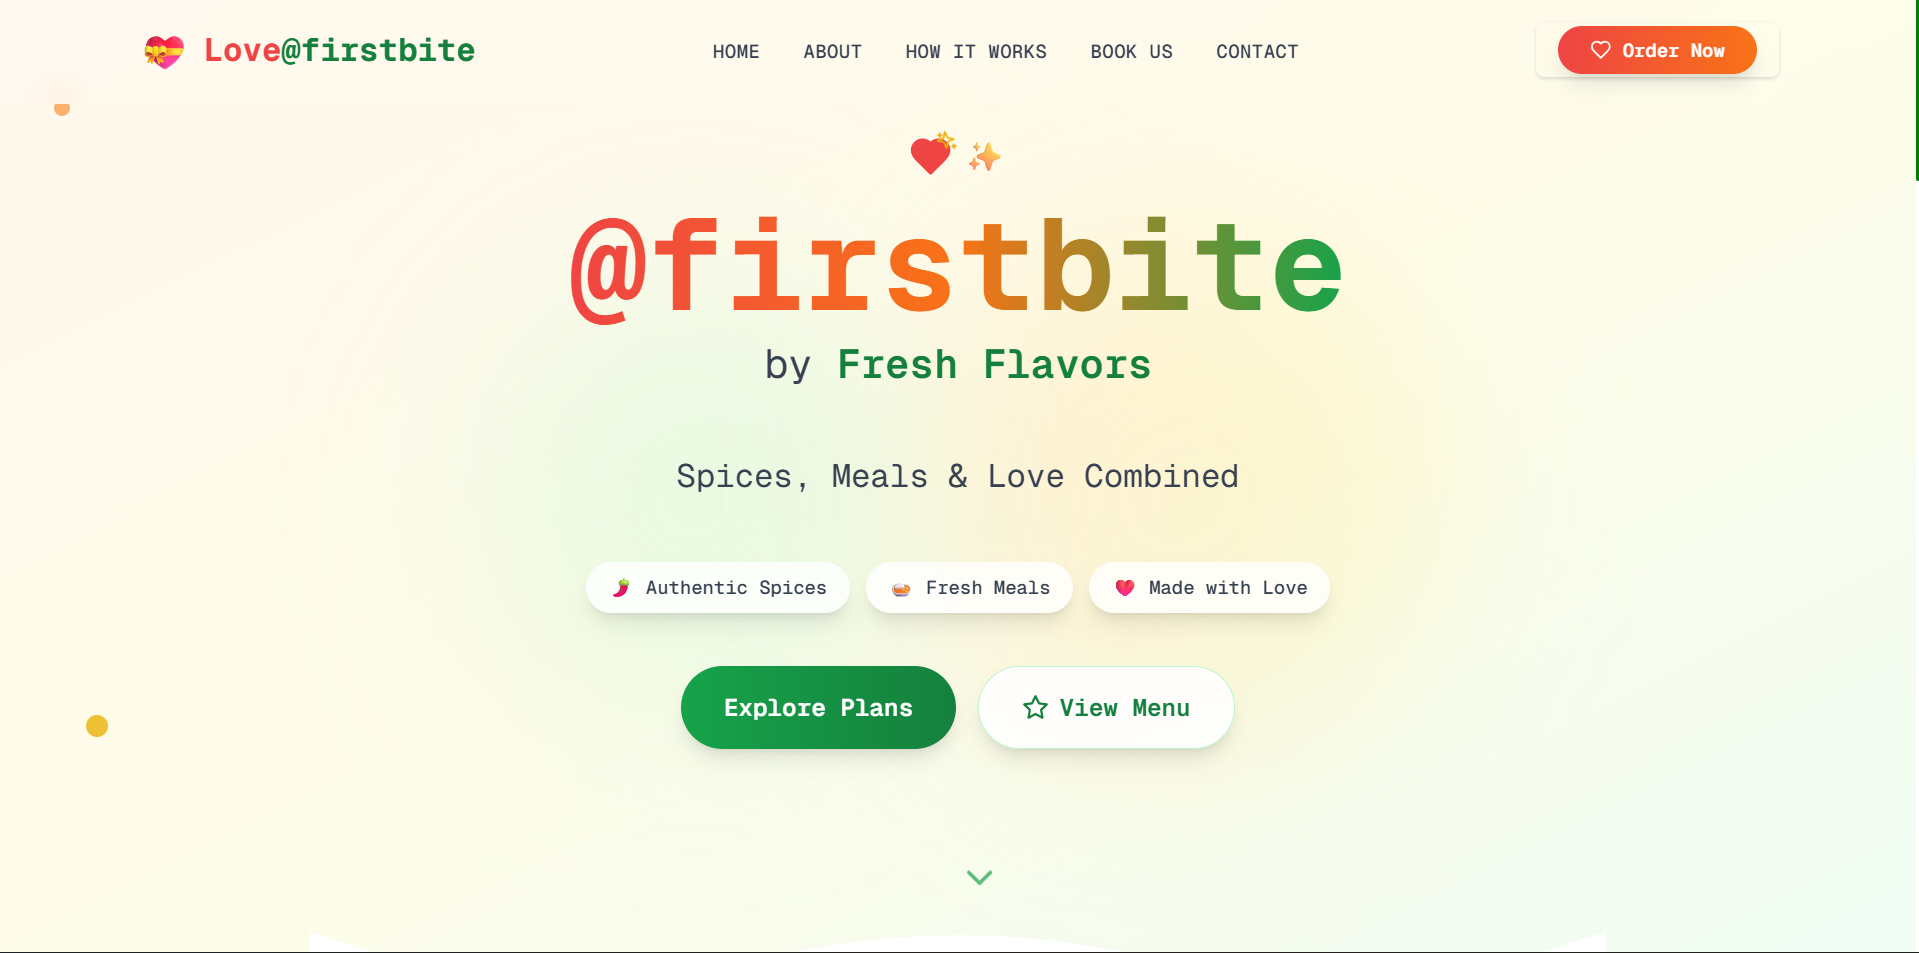 Love@firstbite
HOME ABOUT HOW IT WORKS BOOK US CONTACT
Order Now
@firstbite
by Fresh Flavors
Spices, Meals & Love Combined
Authentic Spices
Fresh Meals
Made with Love
Explore Plans
View Menu